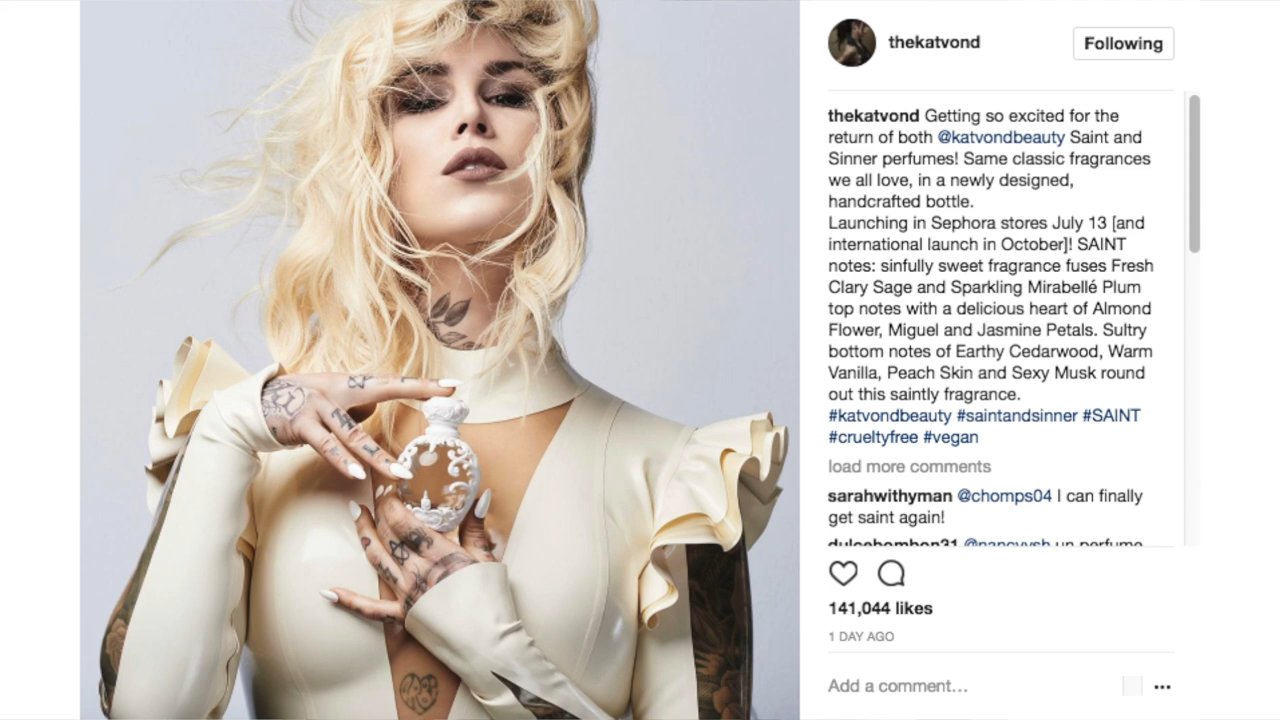 thekatvond
Following
thekatvond Getting so excited for the
return of both @katvondbeauty Saint and
Sinner perfumes! Same classic fragrances
we all love, in a newly designed,
handcrafted bottle.
Launching in Sephora stores July 13 [and
international launch in October]! SAINT
notes: sinfully sweet fragrance fuses Fresh
Clary Sage and Sparkling Mirabellé Plum
top notes with a delicious heart of Almond
Flower, Miguel and Jasmine Petals. Sultry
bottom notes of Earthy Cedarwood, Warm
Vanilla, Peach Skin and Sexy Musk round
out this saintly fragrance.
#katvondbeauty #saintandsinner #SAINT
#crueltyfree #vegan
load more comments
sarahwithyman @chomps04 I can finally
get saint again!
dulcebombon31 @nancyysh un perfume
141,044 likes
1 DAY AGO
Add a comment…